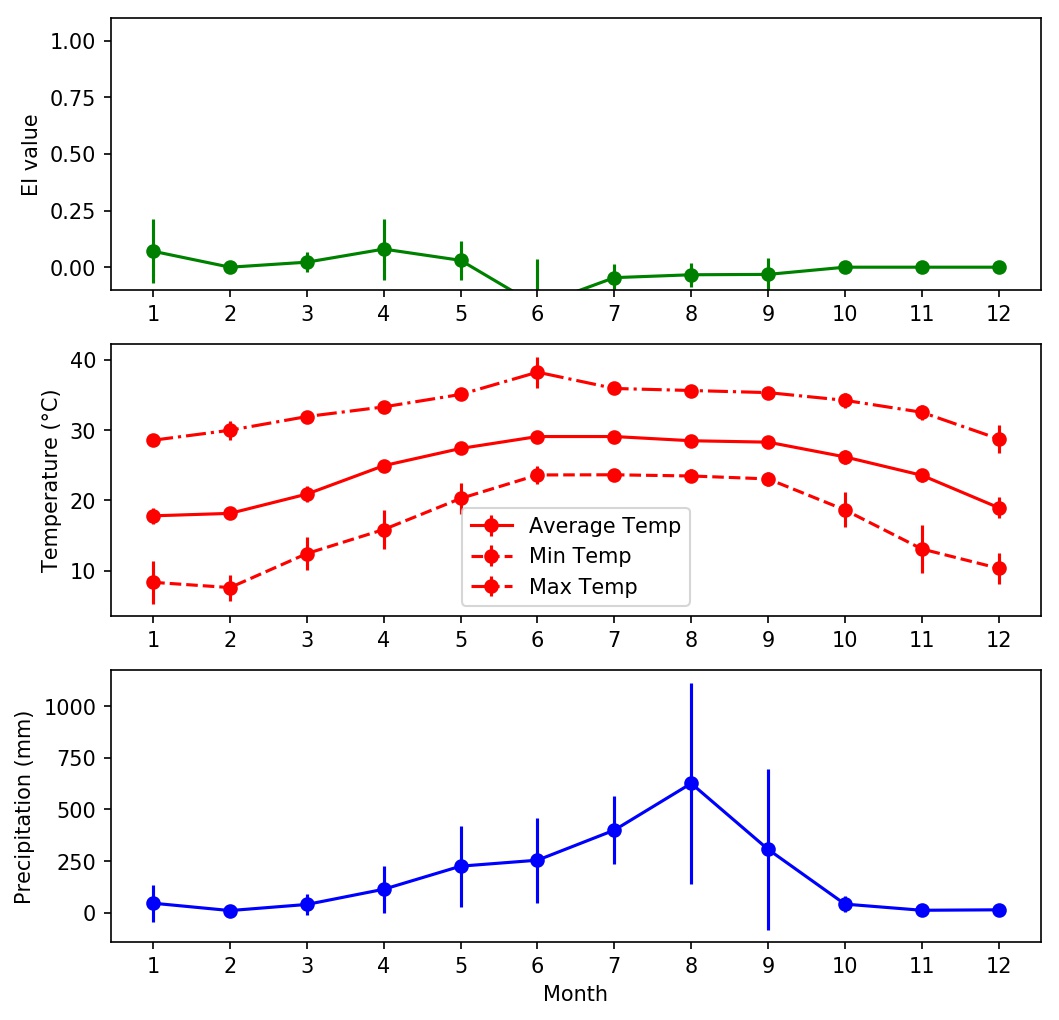 EI value
1.00
0.75
0.50
0.25
0.00
1 2 3 4 5 6 7 8 9 10 11 12
Temperature (°C)
40
30
20
10
Average Temp
Min Temp
Max Temp
1 2 3 4 5 6 7 8 9 10 11 12
Precipitation (mm)
1000
750
500
250
0
1 2 3 4 5 6 7 8 9 10 11 12
Month